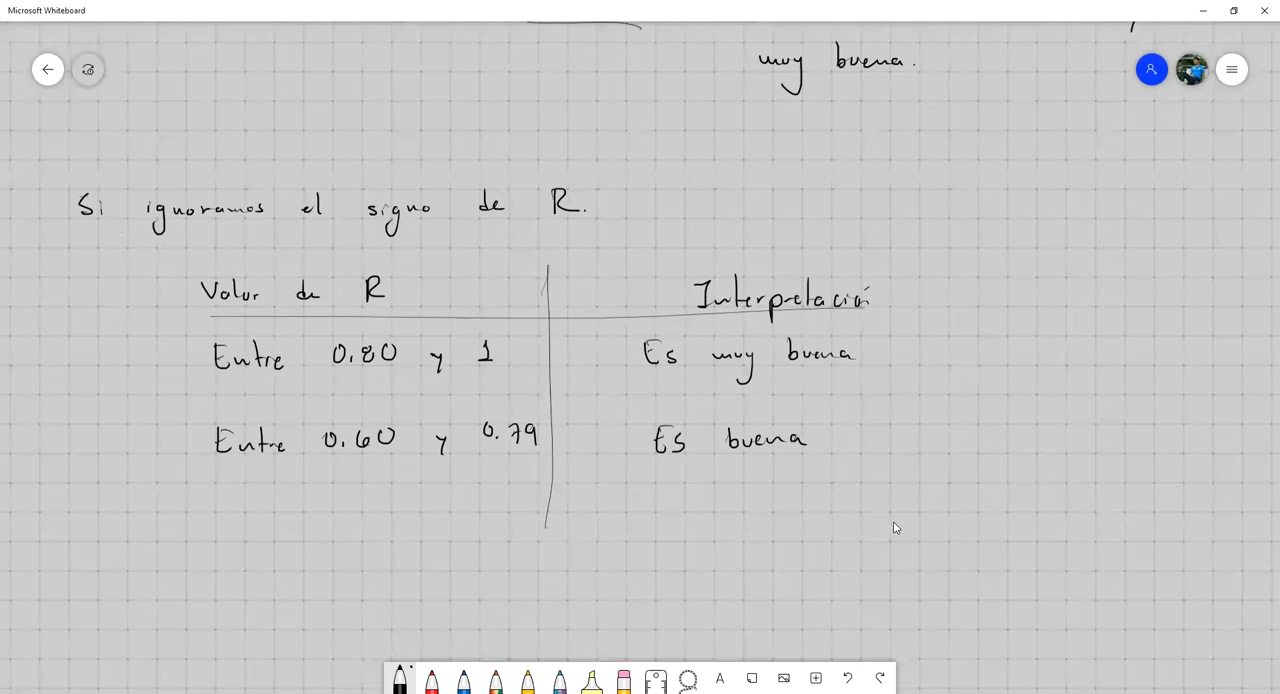 Microsoft Whiteboard
muy buena.
Si ignoramos el signo de R.
Valor de R Interpretación
Entre 0.80 y 1 Es muy buena
Entre 0.60 y 0.79 Es buena
A